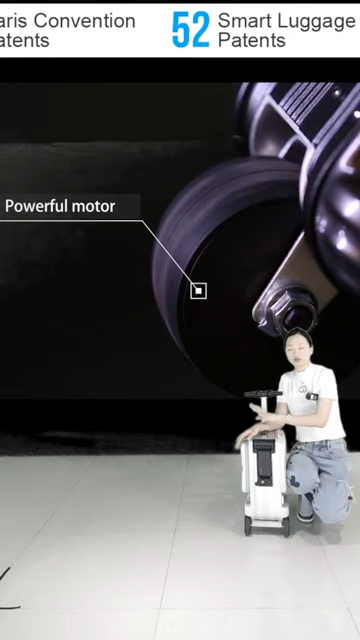 aris Convention
atents
52 Smart Luggage
Patents
Powerful motor